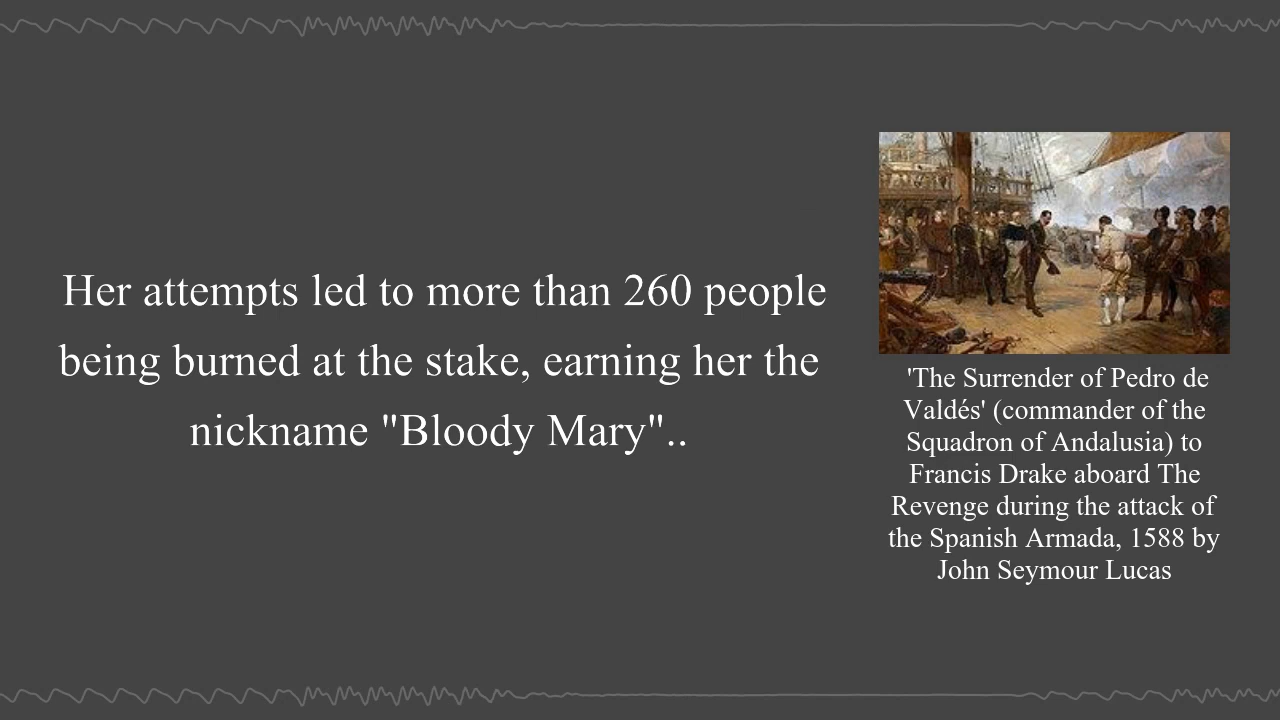 Her attempts led to more than 260 people
being burned at the stake, earning her the
nickname "Bloody Mary"..
'The Surrender of Pedro de
Valdés' (commander of the
Squadron of Andalusia) to
Francis Drake aboard The
Revenge during the attack of
the Spanish Armada, 1588 by
John Seymour Lucas